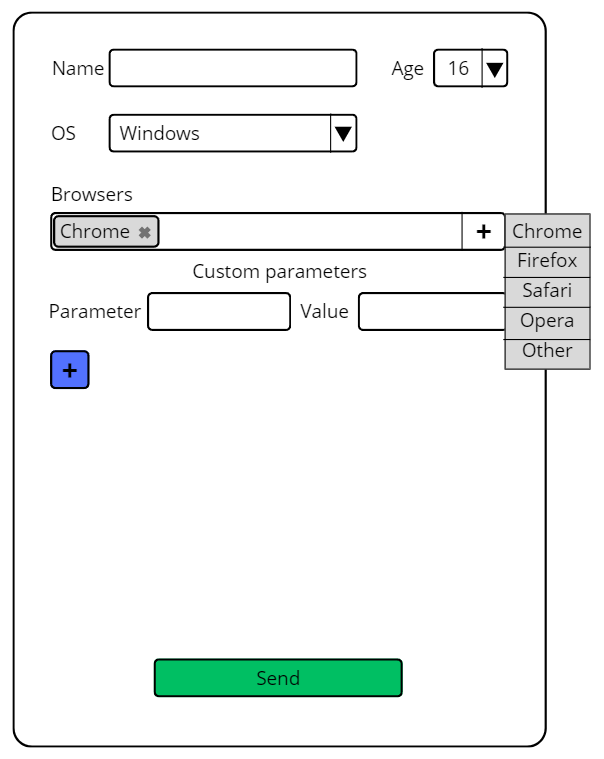 Name
Age 16
OS Windows
Browsers
Chrome ✖ +
Chrome
Firefox
Safari
Opera
Other
Custom parameters
Parameter Value
+
Send